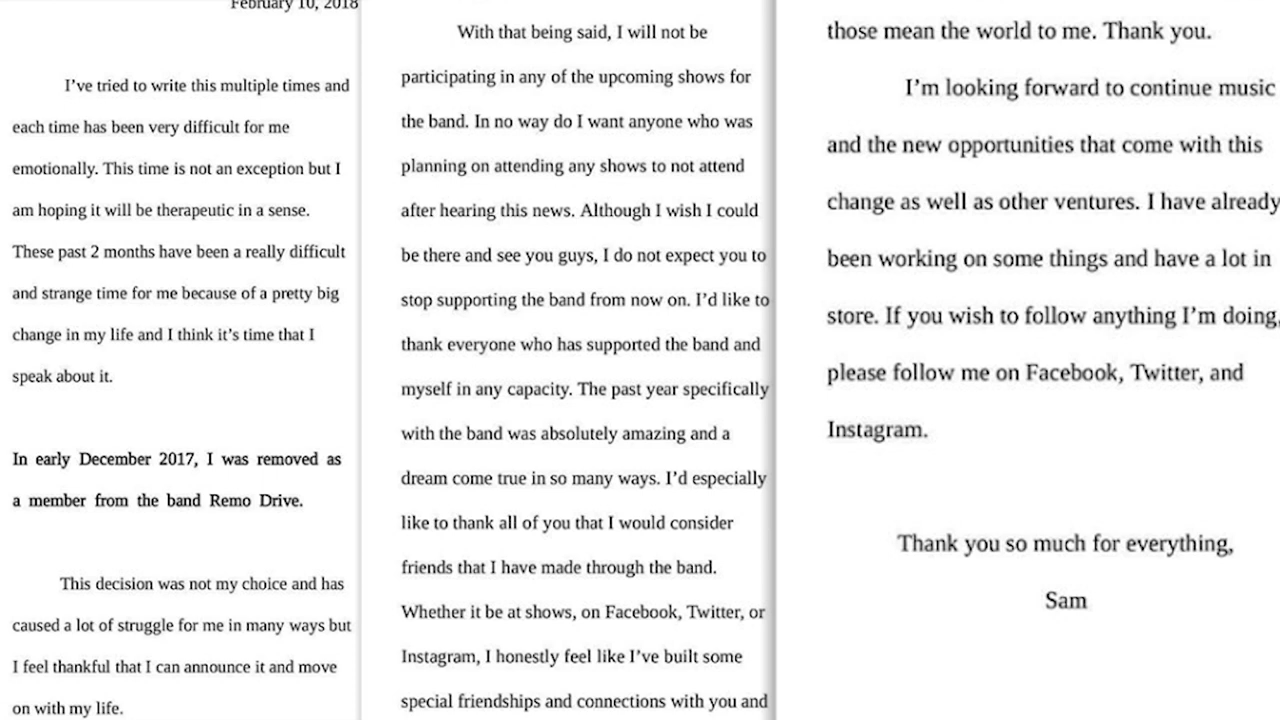 February 10, 2018
I’ve tried to write this multiple times and
each time has been very difficult for me
emotionally. This time is not an exception but I
am hoping it will be therapeutic in a sense.
These past 2 months have been a really difficult
and strange time for me because of a pretty big
change in my life and I think it’s time that I
speak about it.
In early December 2017, I was removed as
a member from the band Remo Drive.
This decision was not my choice and has
caused a lot of struggle for me in many ways but
I feel thankful that I can announce it and move
on with my life.
With that being said, I will not be
participating in any of the upcoming shows for
the band. In no way do I want anyone who was
planning on attending any shows to not attend
after hearing this news. Although I wish I could
be there and see you guys, I do not expect you to
stop supporting the band from now on. I’d like to
thank everyone who has supported the band and
myself in any capacity. The past year specifically
with the band was absolutely amazing and a
dream come true in so many ways. I’d especially
like to thank all of you that I would consider
friends that I have made through the band.
Whether it be at shows, on Facebook, Twitter, or
Instagram, I honestly feel like I’ve built some
special friendships and connections with you and
those mean the world to me. Thank you.
I’m looking forward to continue music
and the new opportunities that come with this
change as well as other ventures. I have already
been working on some things and have a lot in
store. If you wish to follow anything I’m doing,
please follow me on Facebook, Twitter, and
Instagram.
Thank you so much for everything,
Sam